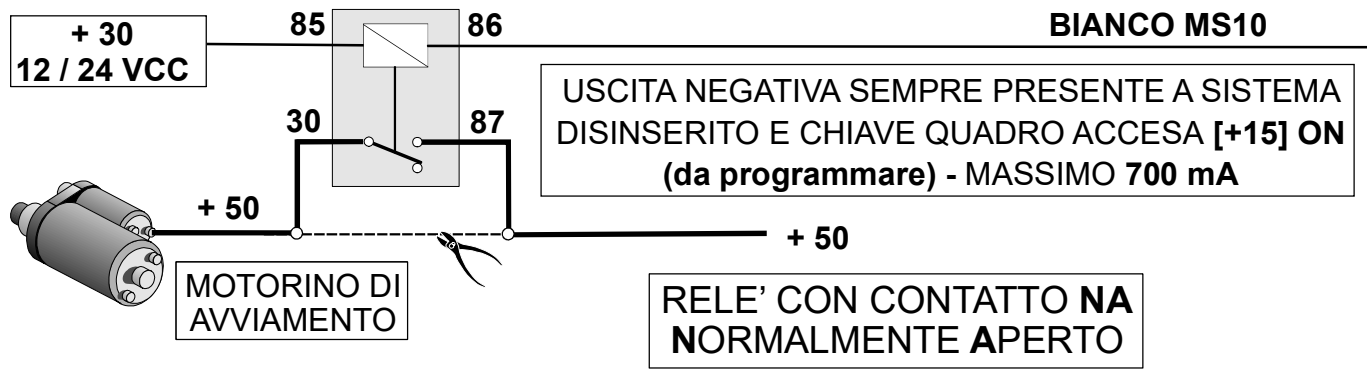 + 30
12 / 24 VCC
85
86
BIANCO MS10
30
87
USCITA NEGATIVA SEMPRE PRESENTE A SISTEMA
DISINSERITO E CHIAVE QUADRO ACCESA [+15] ON
(da programmare) - MASSIMO 700 mA
+ 50
+ 50
MOTORINO DI
AVVIAMENTO
RELE’ CON CONTATTO NA
NORMALMENTE APERTO